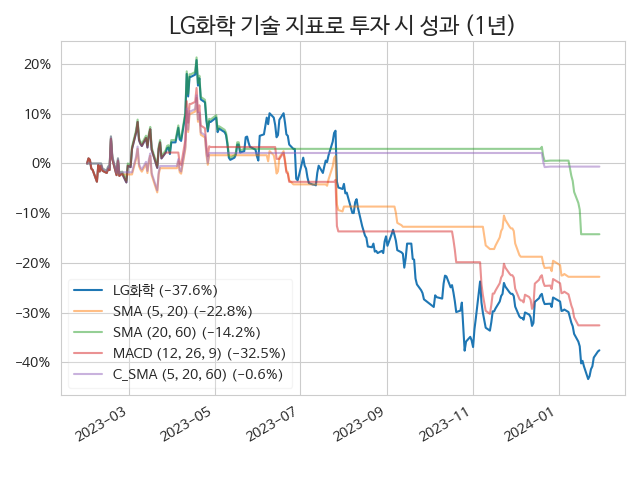 LG화학 기술 지표로 투자 시 성과 (1년)
20%
10%
0%
−10%
−20%
−30%
−40%
LG화학 (−37.6%)
SMA (5, 20) (−22.8%)
SMA (20, 60) (−14.2%)
MACD (12, 26, 9) (−32.5%)
C_SMA (5, 20, 60) (−0.6%)
2023−03
2023−05
2023−07
2023−09
2023−11
2024−01